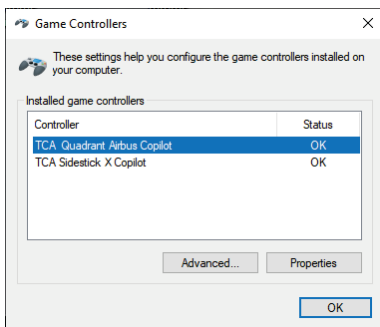 Game Controllers
These settings help you configure the game controllers installed on
your computer.
Installed game controllers
Controller Status
TCA Quadrant Airbus Copilot OK
TCA Sidestick X Copilot OK
Advanced... Properties
OK